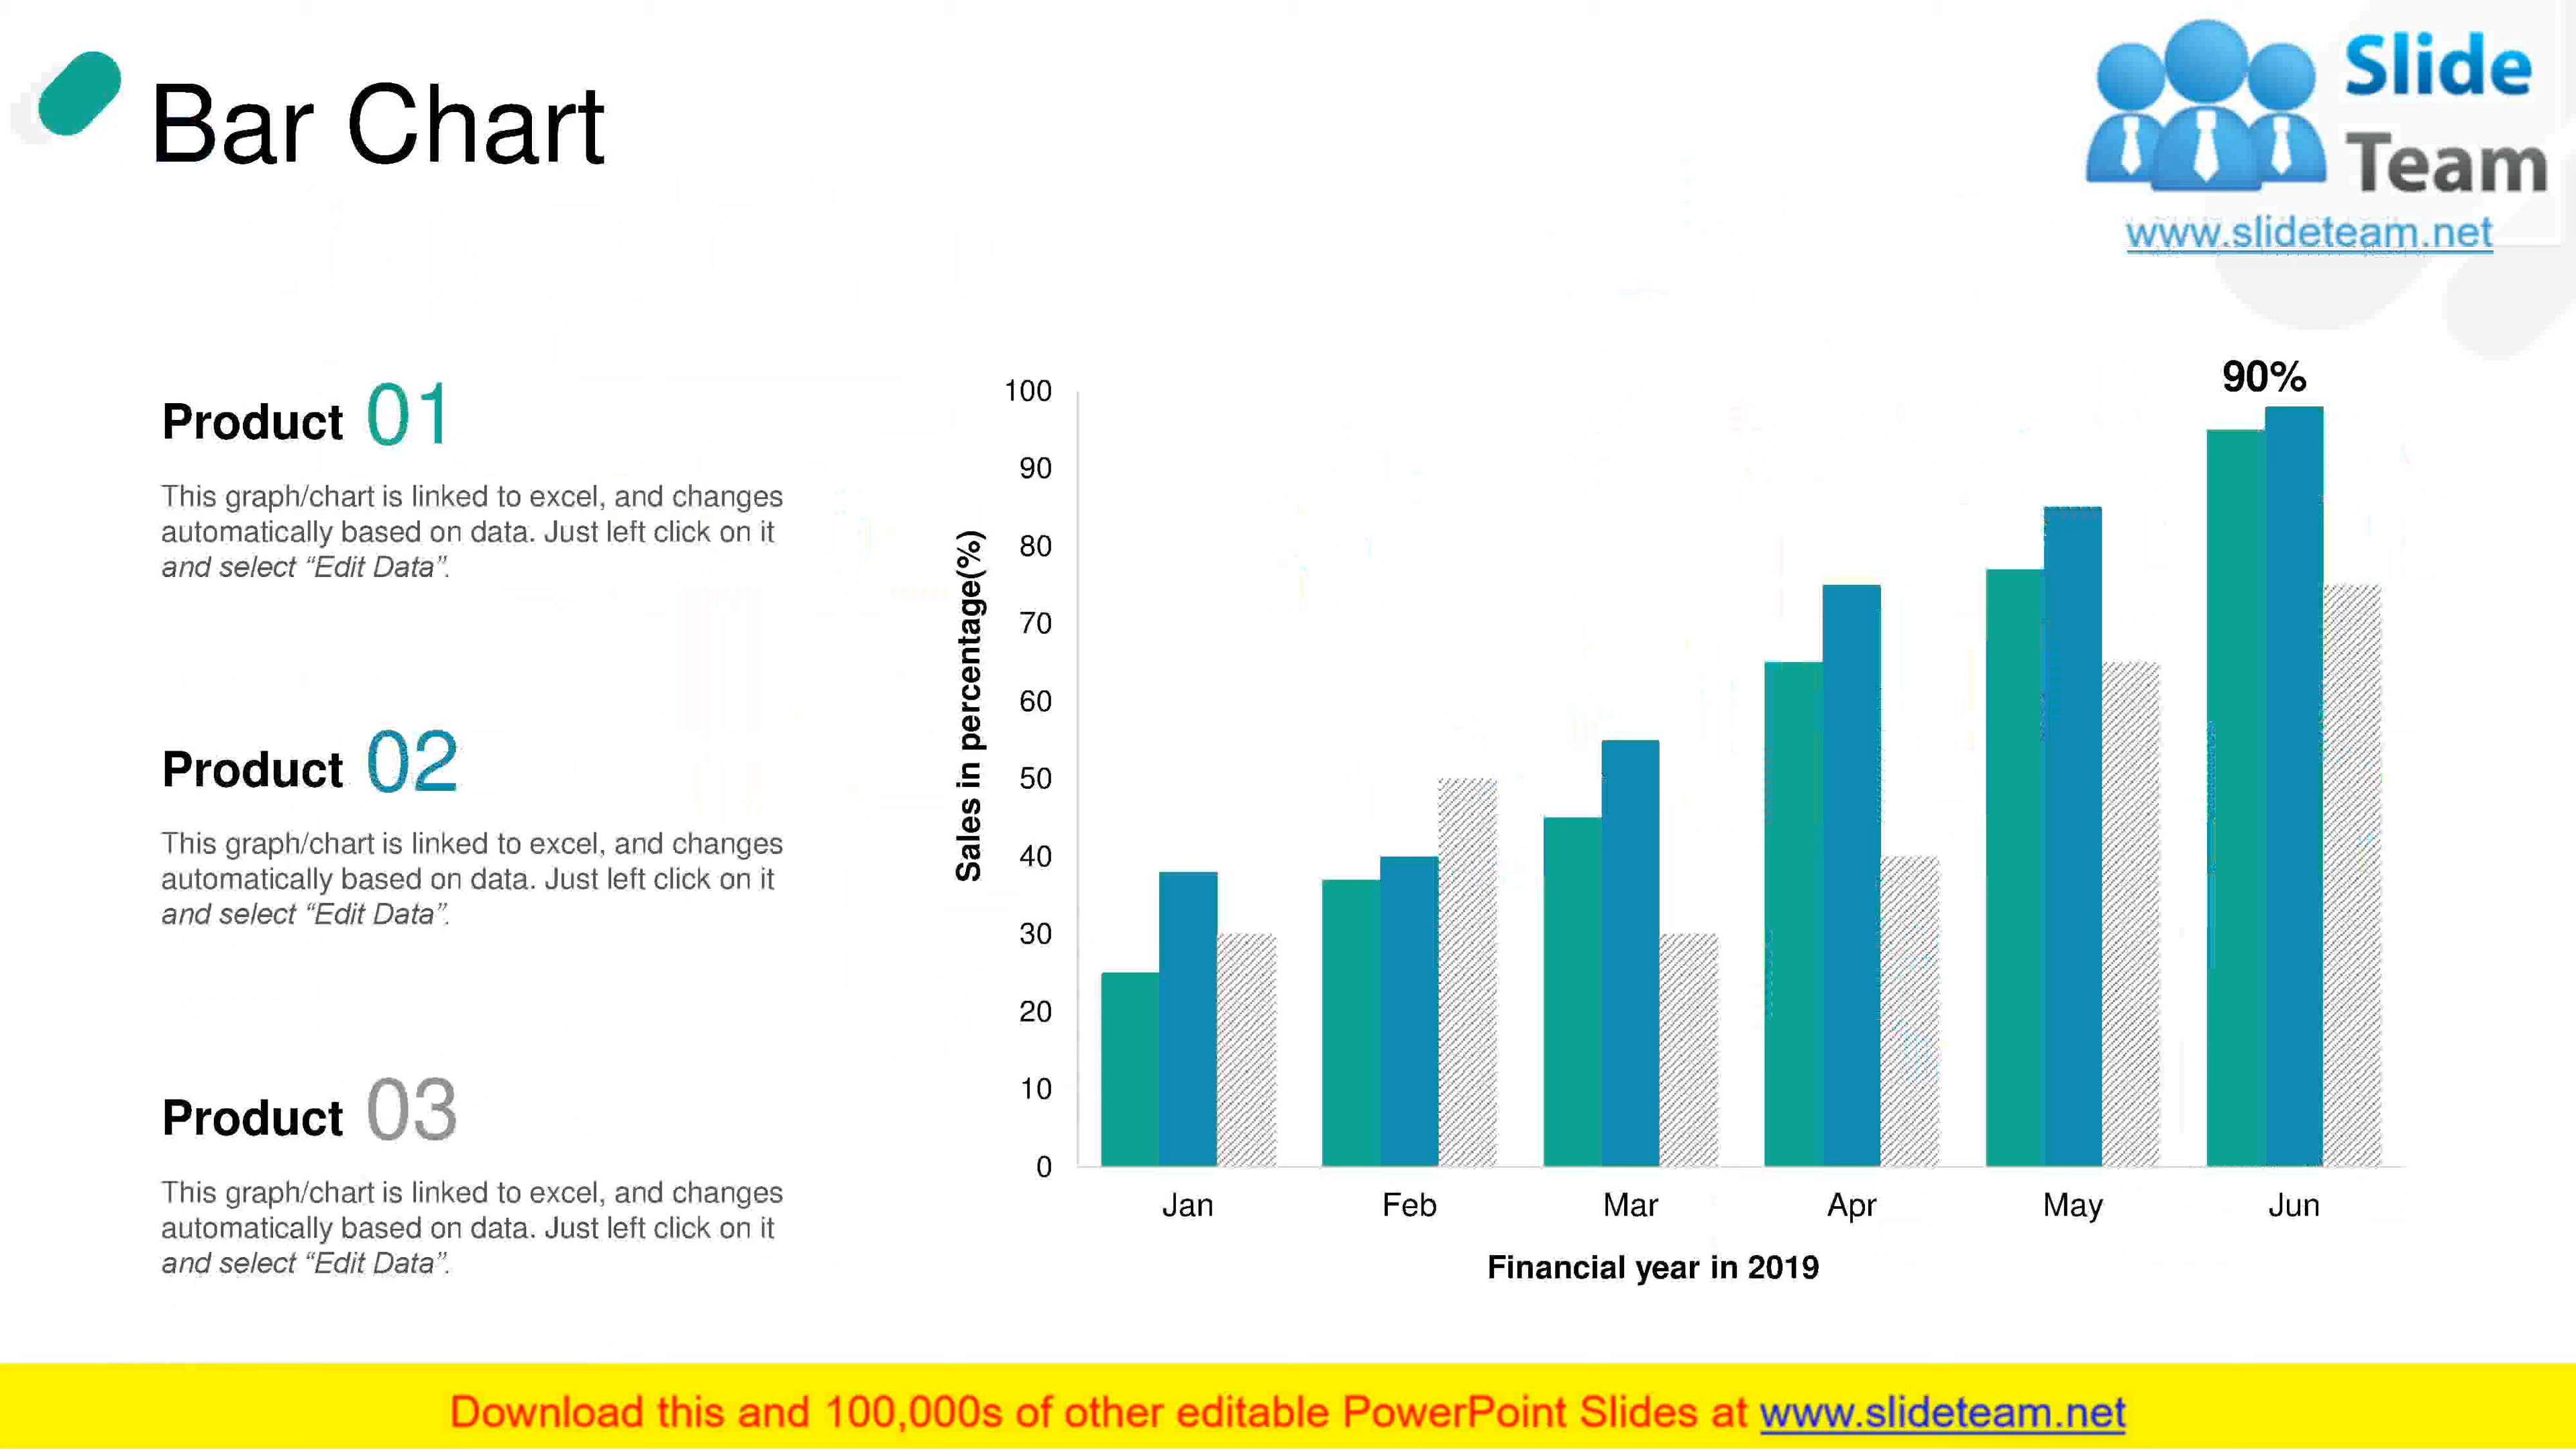 Bar Chart
Slide
Team
www.slideteam.net
Product 01
This graph/chart is linked to excel, and changes
automatically based on data. Just left click on it
and select “Edit Data”.
Product 02
This graph/chart is linked to excel, and changes
automatically based on data. Just left click on it
and select “Edit Data”.
Product 03
This graph/chart is linked to excel, and changes
automatically based on data. Just left click on it
and select “Edit Data”.
Sales in percentage(%)
100
90
80
70
60
50
40
30
20
10
0
90%
Jan Feb Mar Apr May Jun
Financial year in 2019
Download this and 100,000s of other editable PowerPoint Slides at www.slideteam.net